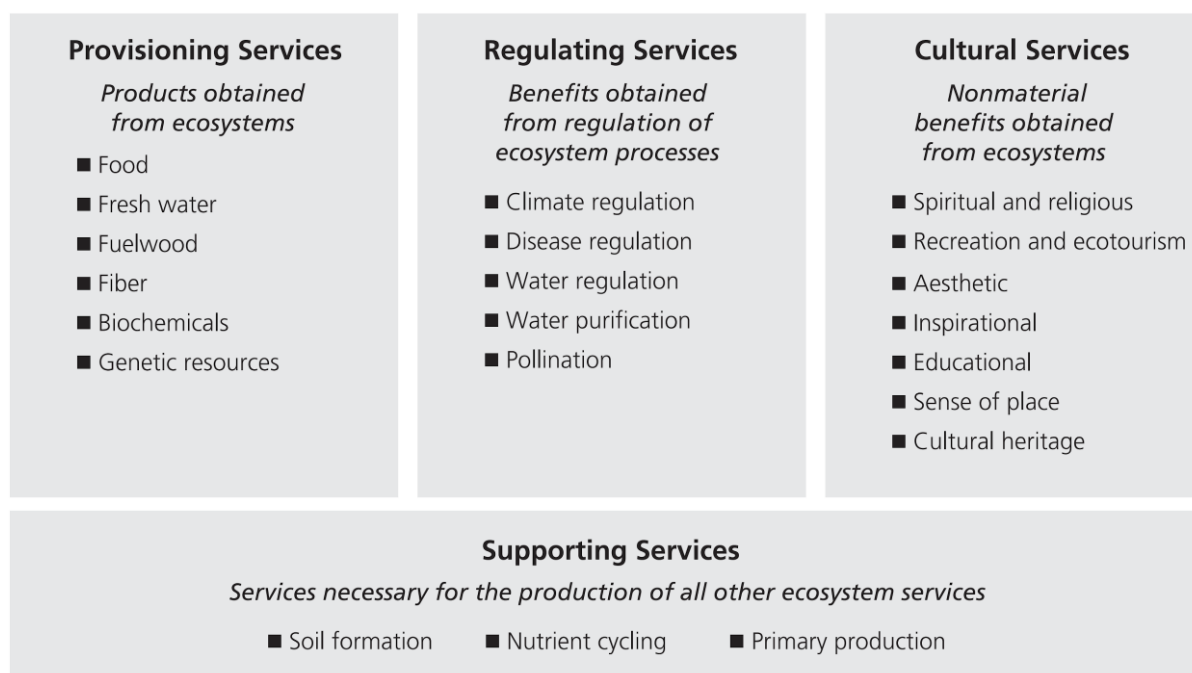 Provisioning Services
Products obtained
from ecosystems
■ Food
■ Fresh water
■ Fuelwood
■ Fiber
■ Biochemicals
■ Genetic resources
Regulating Services
Benefits obtained
from regulation of
ecosystem processes
■ Climate regulation
■ Disease regulation
■ Water regulation
■ Water purification
■ Pollination
Cultural Services
Nonmaterial
benefits obtained
from ecosystems
■ Spiritual and religious
■ Recreation and ecotourism
■ Aesthetic
■ Inspirational
■ Educational
■ Sense of place
■ Cultural heritage
Supporting Services
Services necessary for the production of all other ecosystem services
■ Soil formation ■ Nutrient cycling ■ Primary production